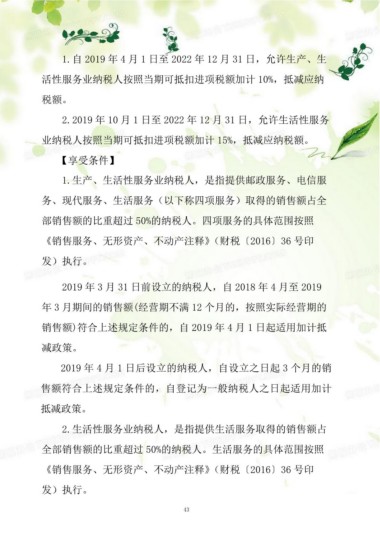 1.自 2019 年 4 月 1 日至 2022 年 12 月 31 日，允许生产、生
活性服务业纳税人按照当期可抵扣进项税额加计 10%，抵减应纳
税额。
2.2019 年 10 月 1 日至 2022 年 12 月 31 日，允许生活性服务
业纳税人按照当期可抵扣进项税额加计 15%，抵减应纳税额。
【享受条件】
1.生产、生活性服务业纳税人，是指提供邮政服务、电信服
务、现代服务、生活服务（以下称四项服务）取得的销售额占全
部销售额的比重超过 50%的纳税人。四项服务的具体范围按照
《销售服务、无形资产、不动产注释》（财税〔2016〕36 号印
发）执行。
2019 年 3 月 31 日前设立的纳税人，自 2018 年 4 月至 2019
年 3 月期间的销售额(经营期不满 12 个月的，按照实际经营期的
销售额)符合上述规定条件的，自 2019 年 4 月 1 日起适用加计抵
减政策。
2019 年 4 月 1 日后设立的纳税人，自设立之日起 3 个月的销
售额符合上述规定条件的，自登记为一般纳税人之日起适用加计
抵减政策。
2.生活性服务业纳税人，是指提供生活服务取得的销售额占
全部销售额的比重超过 50%的纳税人。生活服务的具体范围按照
《销售服务、无形资产、不动产注释》（财税〔2016〕36 号印
发）执行。
43